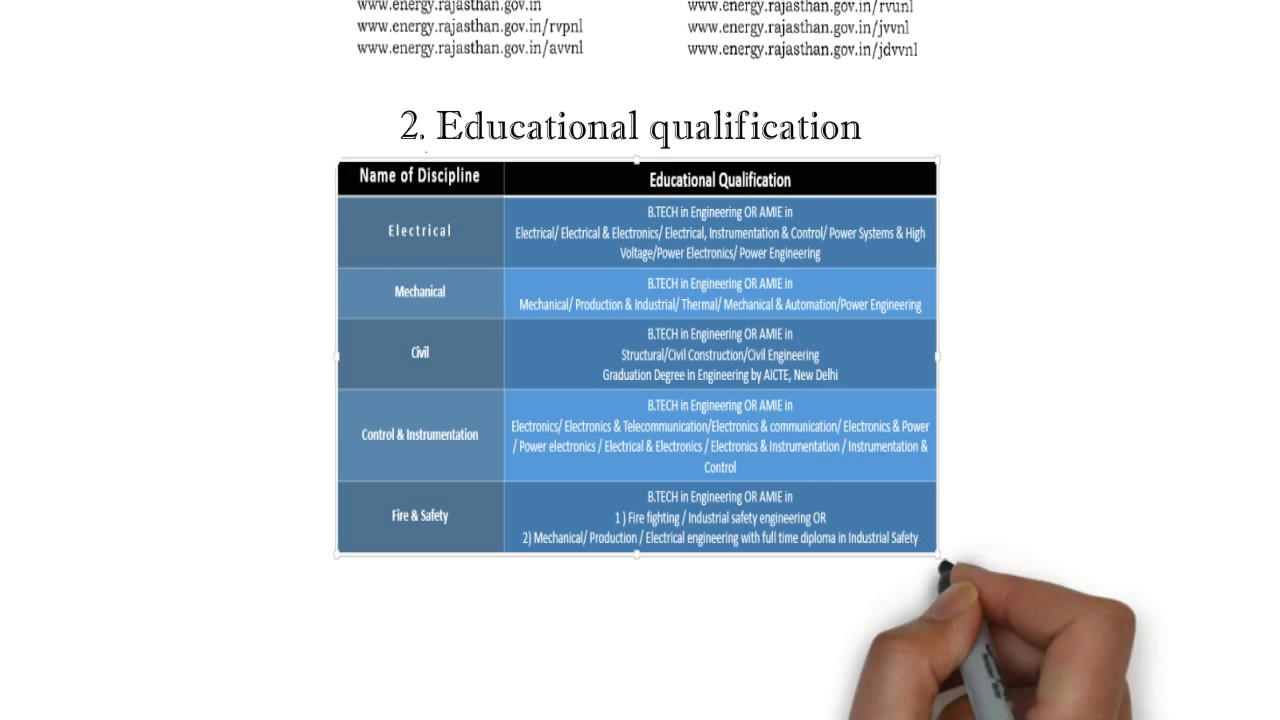 www.energy.rajasthan.gov.in
www.energy.rajasthan.gov.in/rvunl
www.energy.rajasthan.gov.in/rvpnl
www.energy.rajasthan.gov.in/jvvnl
www.energy.rajasthan.gov.in/avvnl
www.energy.rajasthan.gov.in/jdvvnl
2. Educational qualification
Name of Discipline
Educational Qualification
Electrical
B.TECH in Engineering OR AMIE in
Electrical/ Electrical & Electronics/ Electrical, Instrumentation & Control/ Power Systems & High
Voltage/Power Electronics/ Power Engineering
Mechanical
B.TECH in Engineering OR AMIE in
Mechanical/ Production & Industrial/ Thermal/ Mechanical & Automation/Power Engineering
Civil
B.TECH in Engineering OR AMIE in
Structural/Civil Construction/Civil Engineering
Graduation Degree in Engineering by AICTE, New Delhi
Control & Instrumentation
B.TECH in Engineering OR AMIE in
Electronics/ Electronics & Telecommunication/Electronics & communication/ Electronics & Power
/ Power electronics / Electrical & Electronics / Electronics & Instrumentation / Instrumentation &
Control
Fire & Safety
B.TECH in Engineering OR AMIE in
1 ) Fire fighting / Industrial safety engineering OR
2) Mechanical/ Production / Electrical engineering with full time diploma in Industrial Safety